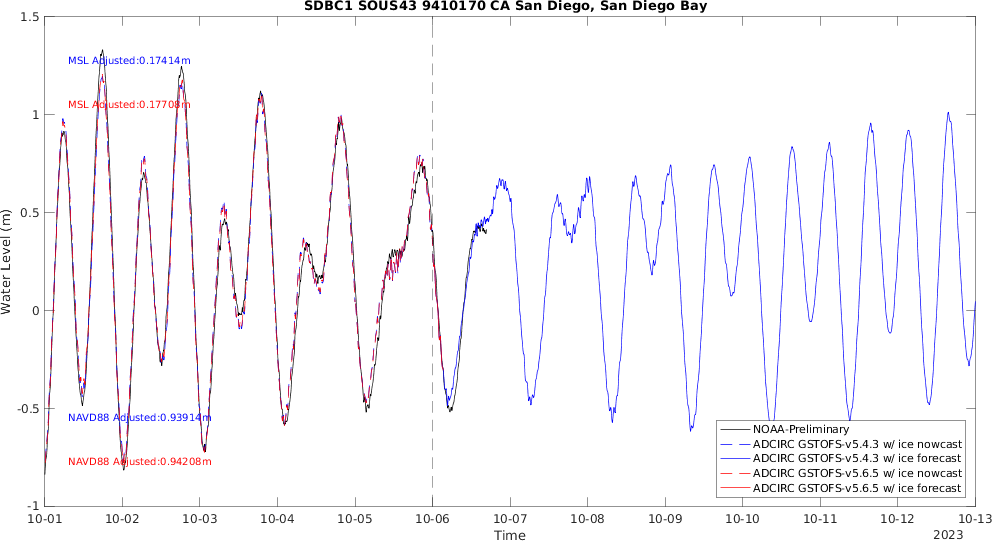 SDBC1 SOUS43 9410170 CA San Diego, San Diego Bay
1.5
MSL Adjusted:0.17414m
MSL Adjusted:0.17708m
1
0.5
Water Level (m)
0
-0.5
NAVD88 Adjusted:0.93914m
NAVD88 Adjusted:0.94208m
-1
NOAA-Preliminary
ADCIRC GSTOFS-v5.4.3 w/ ice nowcast
ADCIRC GSTOFS-v5.4.3 w/ ice forecast
ADCIRC GSTOFS-v5.6.5 w/ ice nowcast
ADCIRC GSTOFS-v5.6.5 w/ ice forecast
10-01 10-02 10-03 10-04 10-05 10-06 10-07 10-08 10-09 10-10 10-11 10-12 10-13
Time
2023